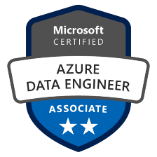 Microsoft
CERTIFIED
AZURE
DATA ENGINEER
ASSOCIATE